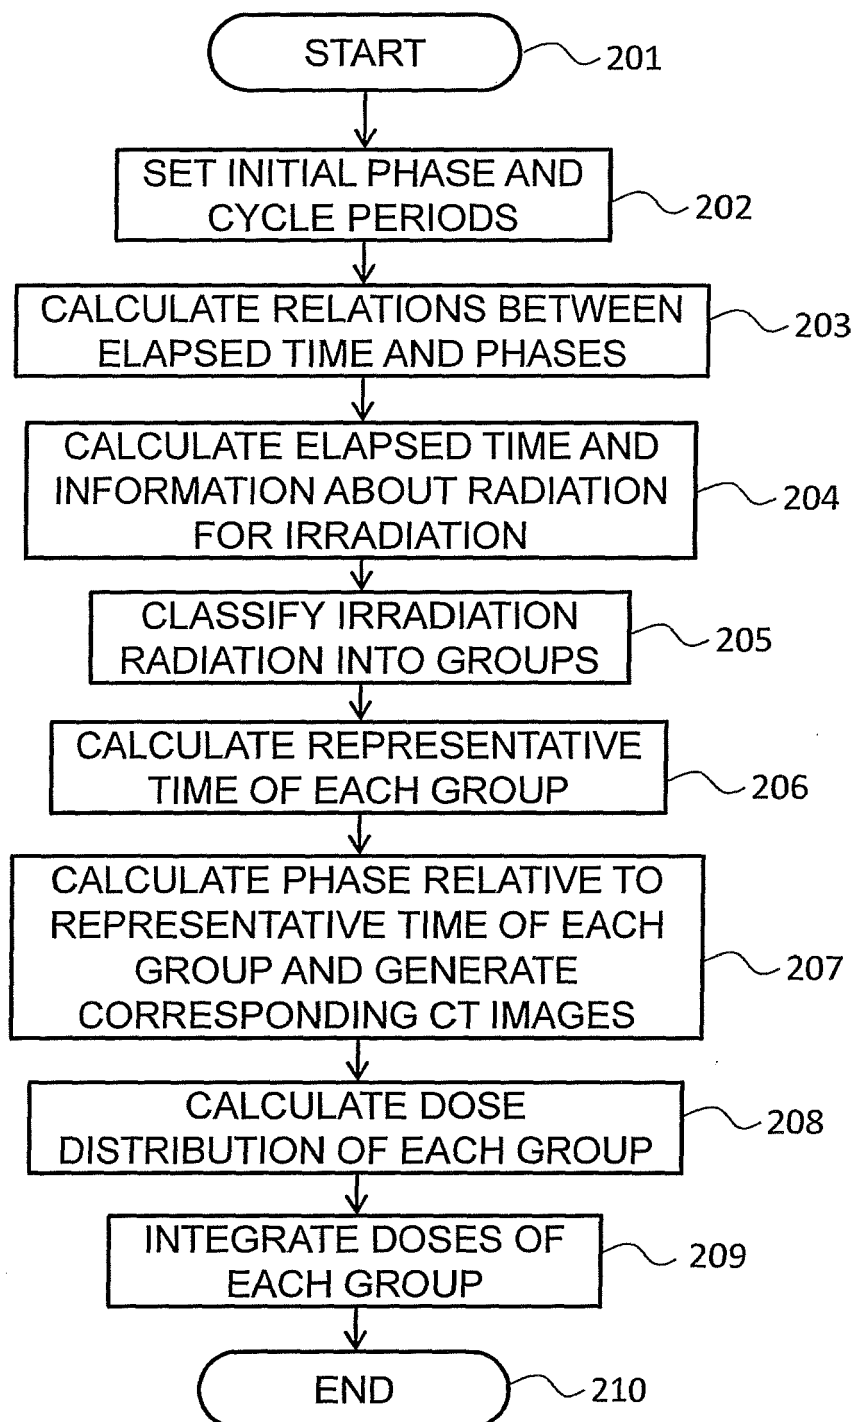 START
201
SET INITIAL PHASE AND
CYCLE PERIODS
202
CALCULATE RELATIONS BETWEEN
ELAPSED TIME AND PHASES
203
CALCULATE ELAPSED TIME AND
INFORMATION ABOUT RADIATION
FOR IRRADIATION
204
CLASSIFY IRRADIATION
RADIATION INTO GROUPS
205
CALCULATE REPRESENTATIVE
TIME OF EACH GROUP
206
CALCULATE PHASE RELATIVE TO
REPRESENTATIVE TIME OF EACH
GROUP AND GENERATE
CORRESPONDING CT IMAGES
207
CALCULATE DOSE
DISTRIBUTION OF EACH GROUP
208
INTEGRATE DOSES OF
EACH GROUP
209
END
210